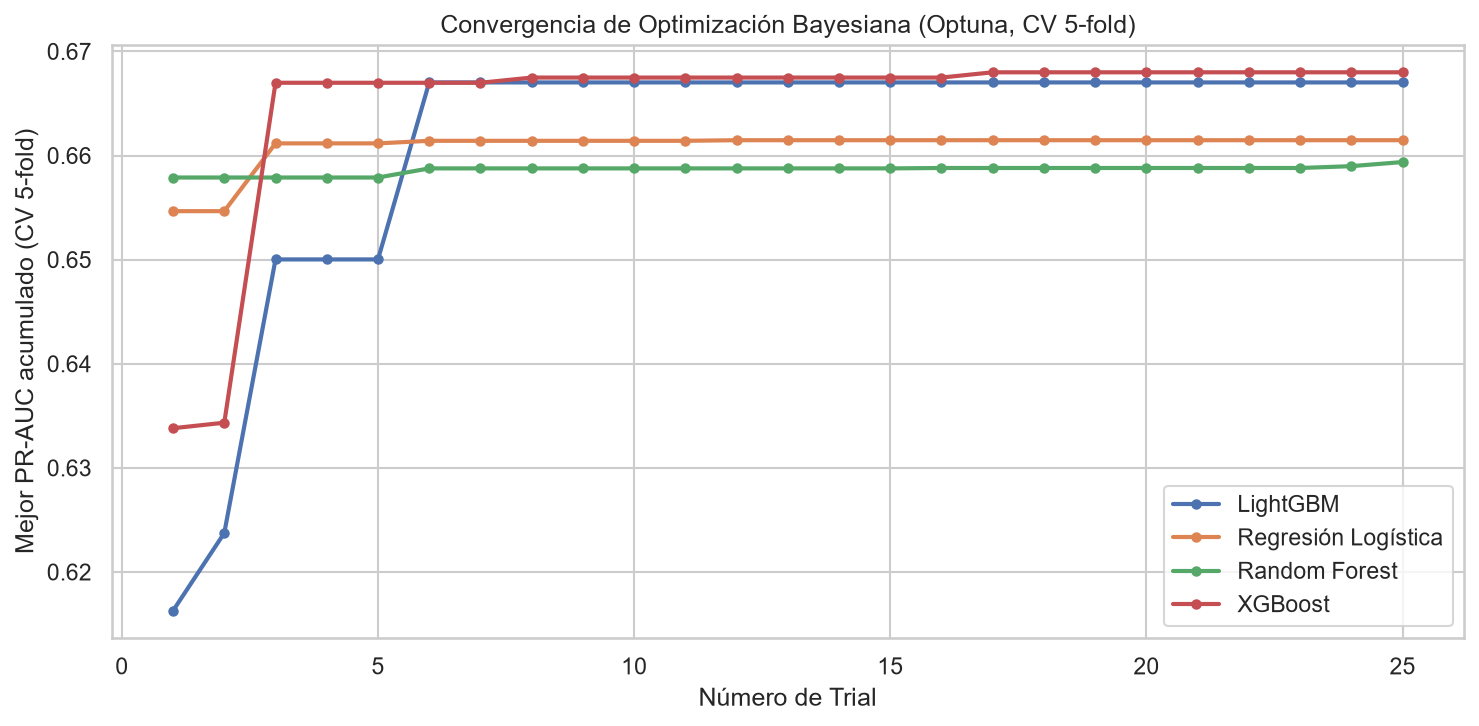 Convergencia de Optimización Bayesiana (Optuna, CV 5-fold)
Mejor PR-AUC acumulado (CV 5-fold)
0.67
0.66
0.65
0.64
0.63
0.62
0 5 10 15 20 25
Número de Trial
LightGBM
Regresión Logística
Random Forest
XGBoost